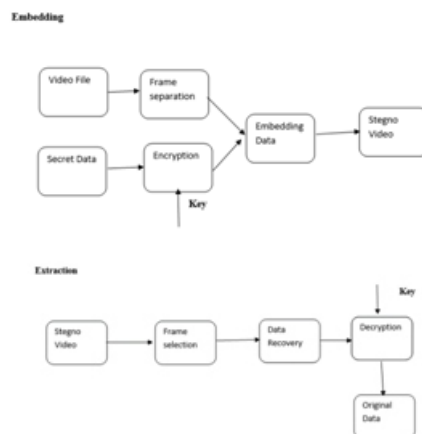 Embedding
Video File
Frame
separation
Embedding
Data
Stegno
Video
Secret Data
Encryption
Key
Extraction
Key
Stegno
Video
Frame
selection
Data
Recovery
Decryption
Original
Data